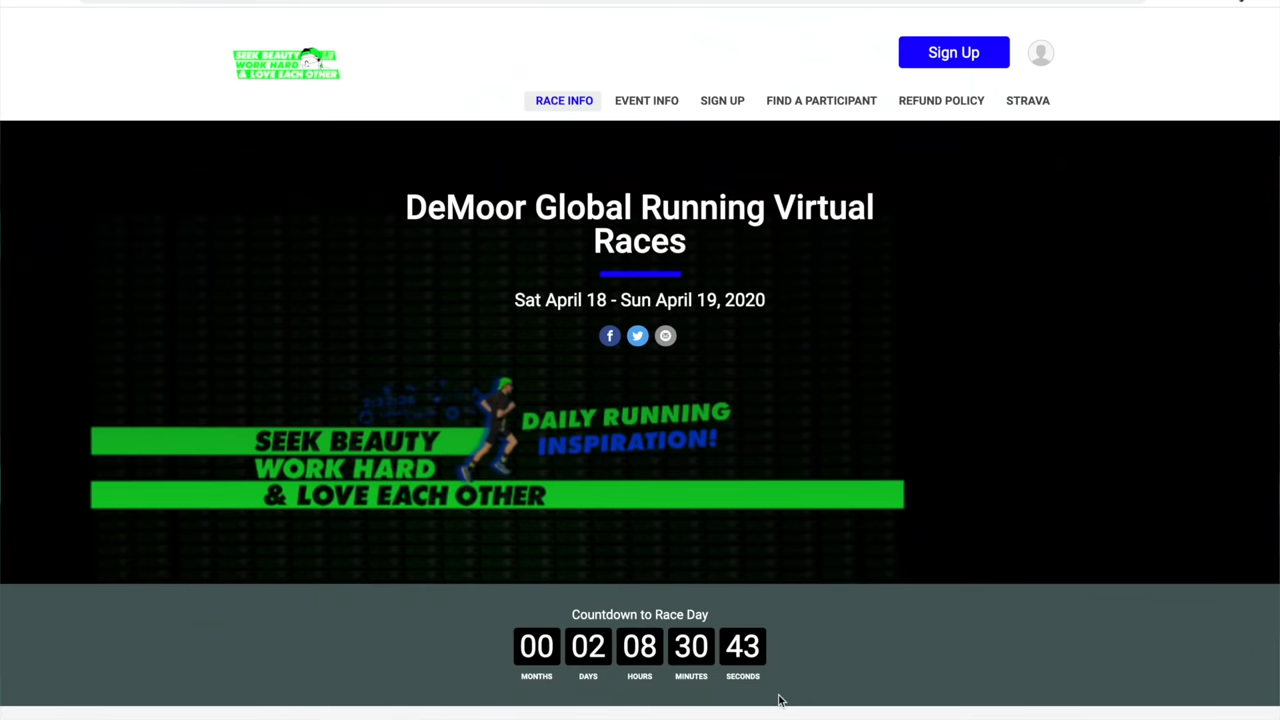 SEEK BEAUTY
WORK HARD
& LOVE EACH OTHER
Sign Up
RACE INFO
EVENT INFO
SIGN UP
FIND A PARTICIPANT
REFUND POLICY
STRAVA
DeMoor Global Running Virtual
Races
Sat April 18 - Sun April 19, 2020
DAILY RUNNING
INSPIRATION!
SEEK BEAUTY
WORK HARD
& LOVE EACH OTHER
Countdown to Race Day
00 02 08 30 43
MONTHS DAYS HOURS MINUTES SECONDS